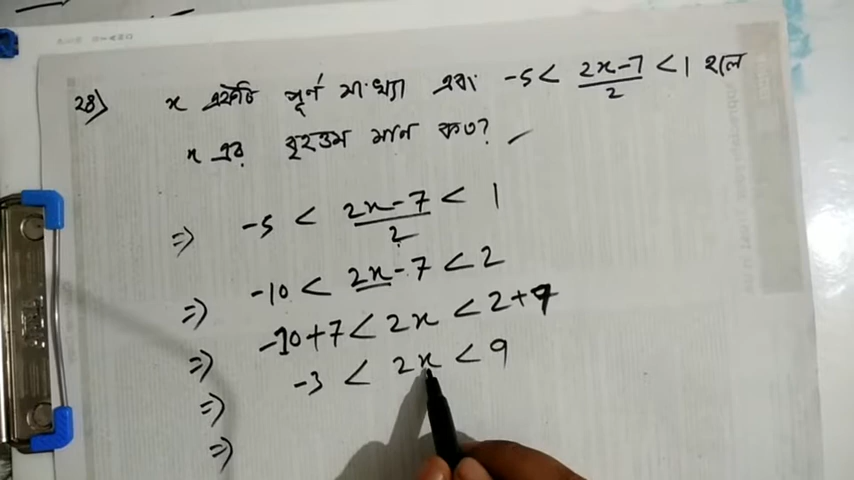 28) x একটি পূর্ন সাংখ্যা এবং -5 < (2x-7)/2 < 1 হলে
x এর বৃহত্তম মান কত?
=> -5 < (2x-7)/2 < 1
=> -10 < 2x-7 < 2
=> -10+7 < 2x < 2+7
=> -3 < 2x < 9
=>